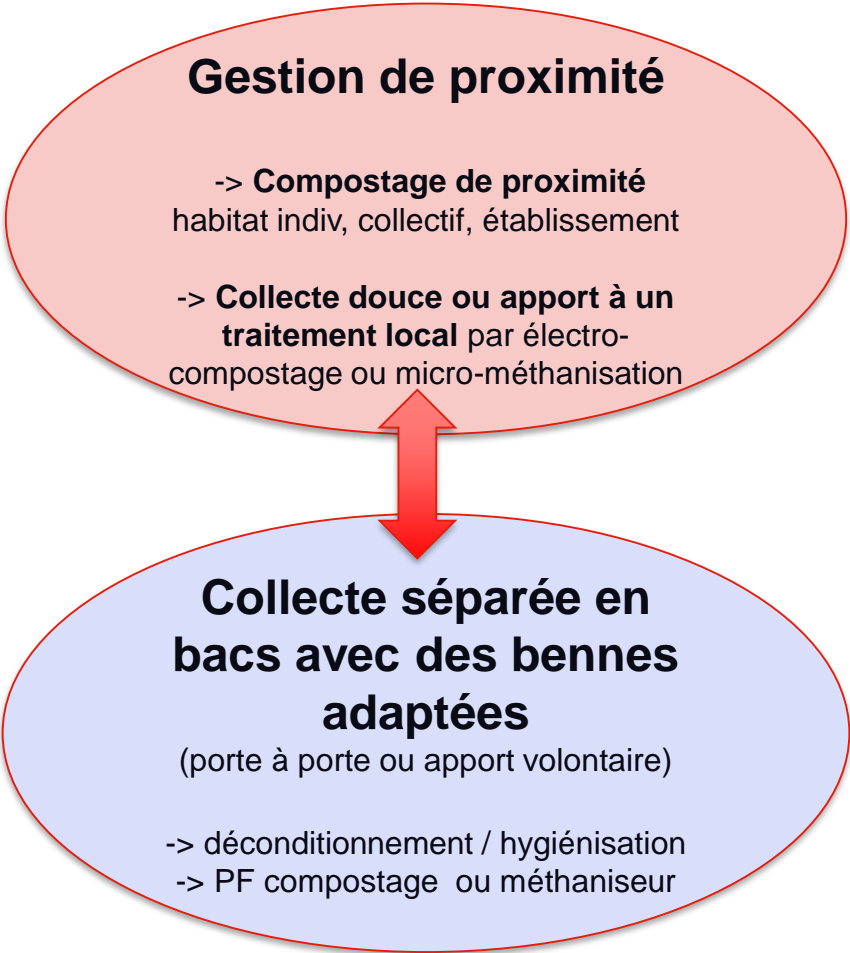 Gestion de proximité
-> Compostage de proximité
habitat indiv, collectif, établissement
-> Collecte douce ou apport à un
traitement local par électro-
compostage ou micro-méthanisation
Collecte séparée en
bacs avec des bennes
adaptées
(porte à porte ou apport volontaire)
-> déconditionnement / hygiénisation
-> PF compostage ou méthaniseur